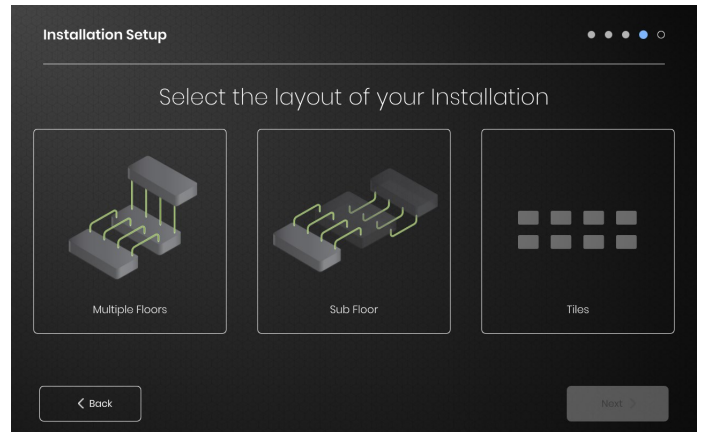 Installation Setup
Select the layout of your Installation
Multiple Floors
Sub Floor
Tiles
Back
Next